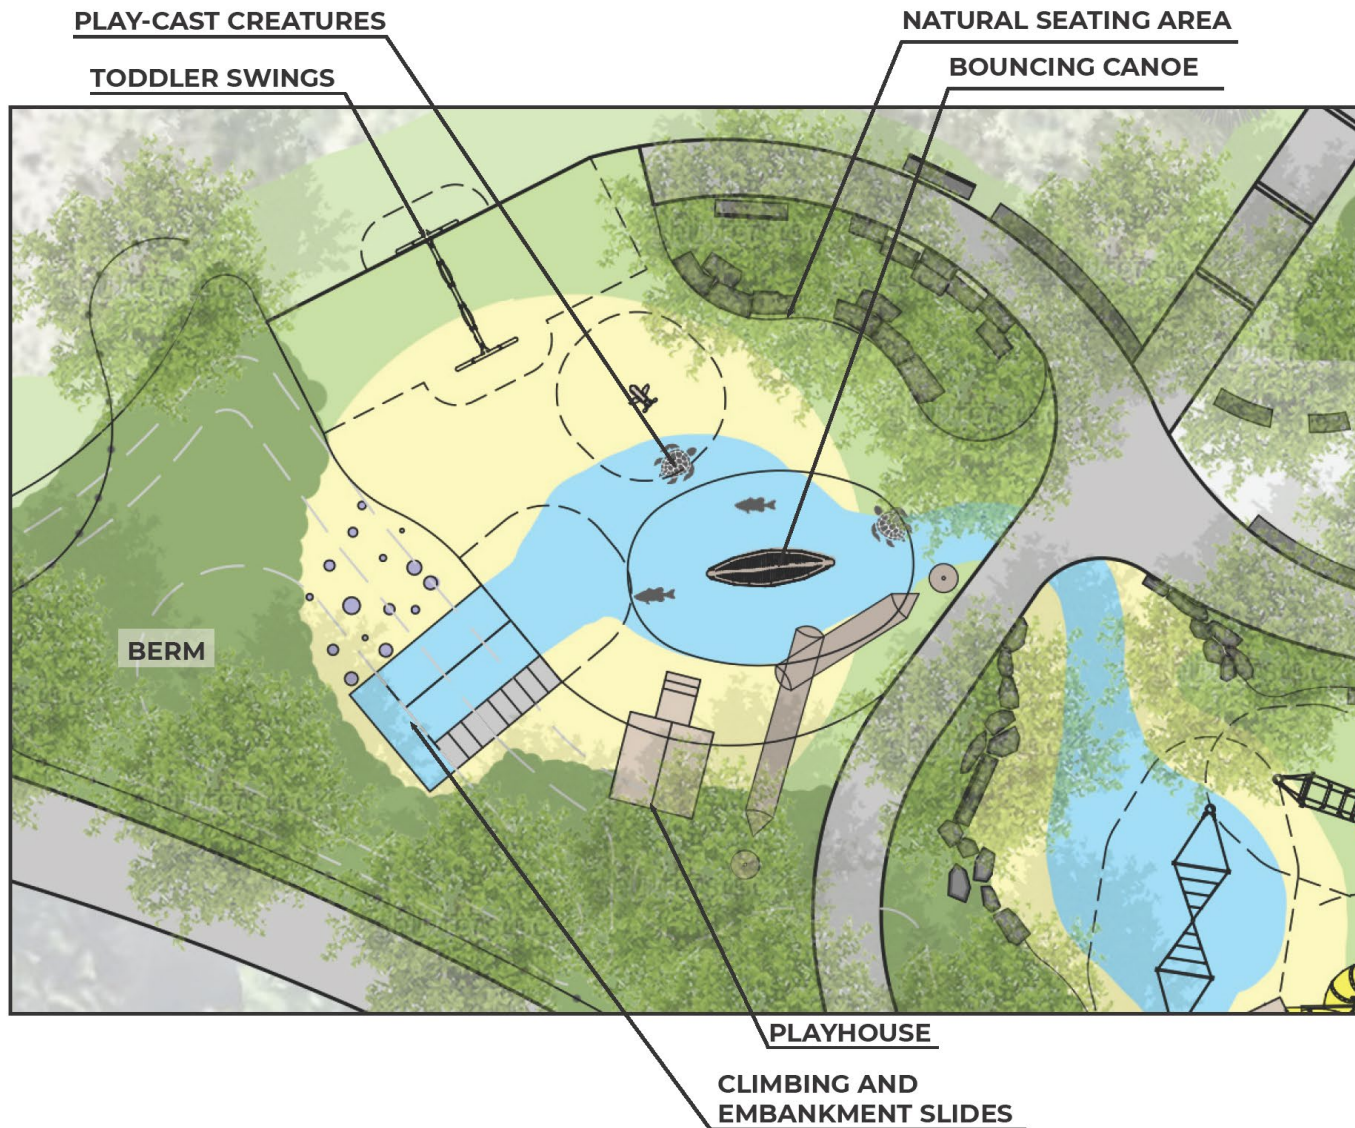 PLAY-CAST CREATURES
NATURAL SEATING AREA
TODDLER SWINGS
BOUNCING CANOE
BERM
PLAYHOUSE
CLIMBING AND
EMBANKMENT SLIDES